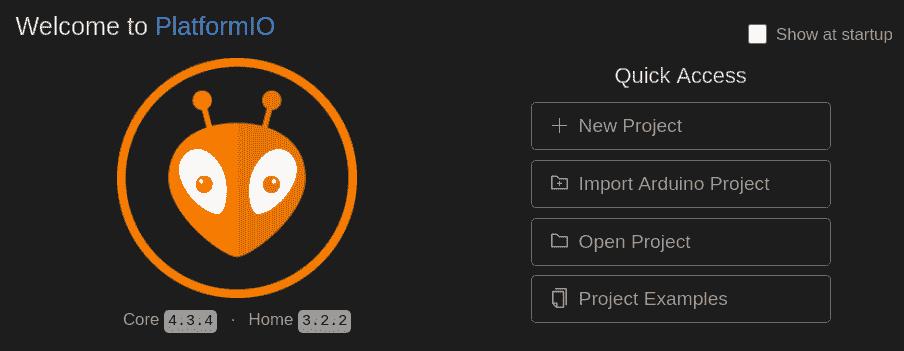 Welcome to PlatformIO
Show at startup
Quick Access
New Project
Import Arduino Project
Open Project
Project Examples
Core 4.3.4 · Home 3.2.2